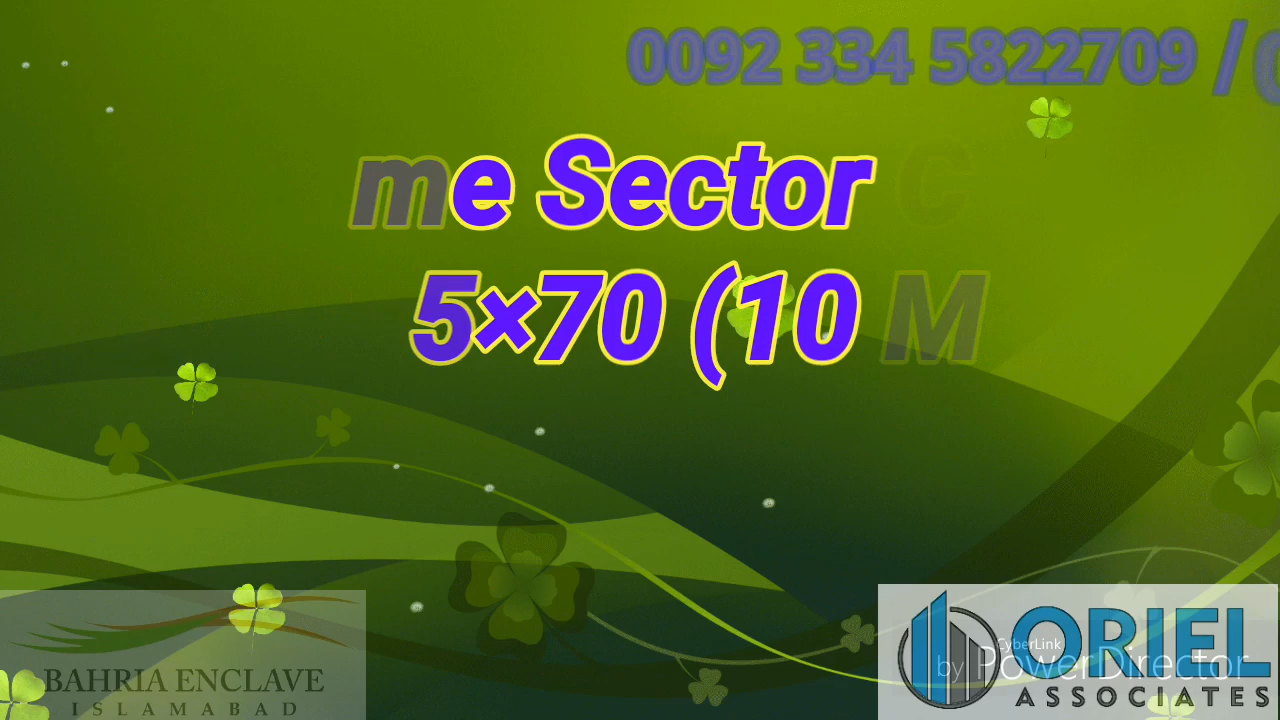 0092 334 5822709 /
me Sector C
5×70 (10 M
BAHRIA ENCLAVE
ISLAMABAD
CyberLink
by PowerDirector
ORIEL
ASSOCIATES